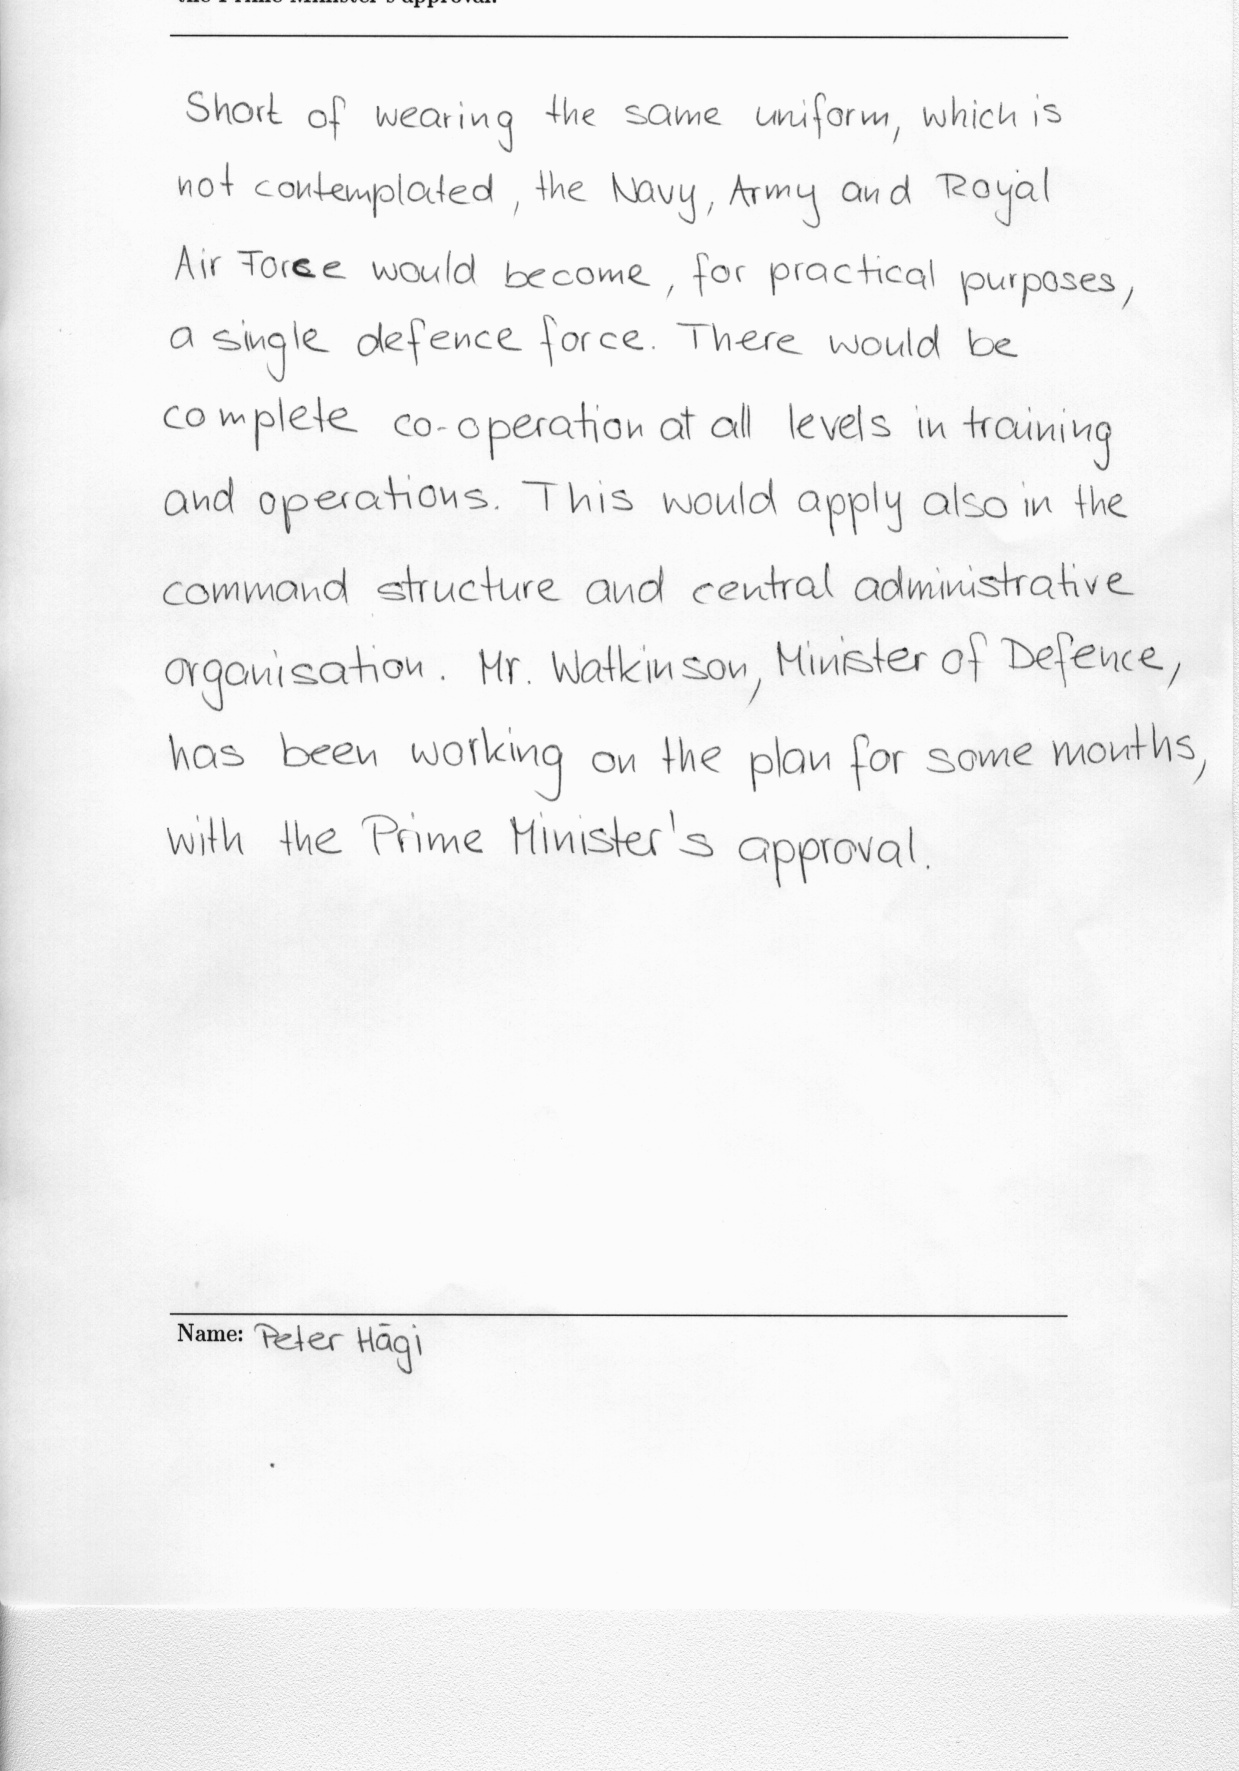 the Prime Minister's approval.
Short of wearing the same uniform, which is
not contemplated, the Navy, Army and Royal
Air Force would become, for practical purposes,
a single defence force. There would be
complete co-operation at all levels in training
and operations. This would apply also in the
command structure and central administrative
organisation. Mr. Watkinson, Minister of Defence,
has been working on the plan for some months,
with the Prime Minister's approval.
Name: Peter Hägi